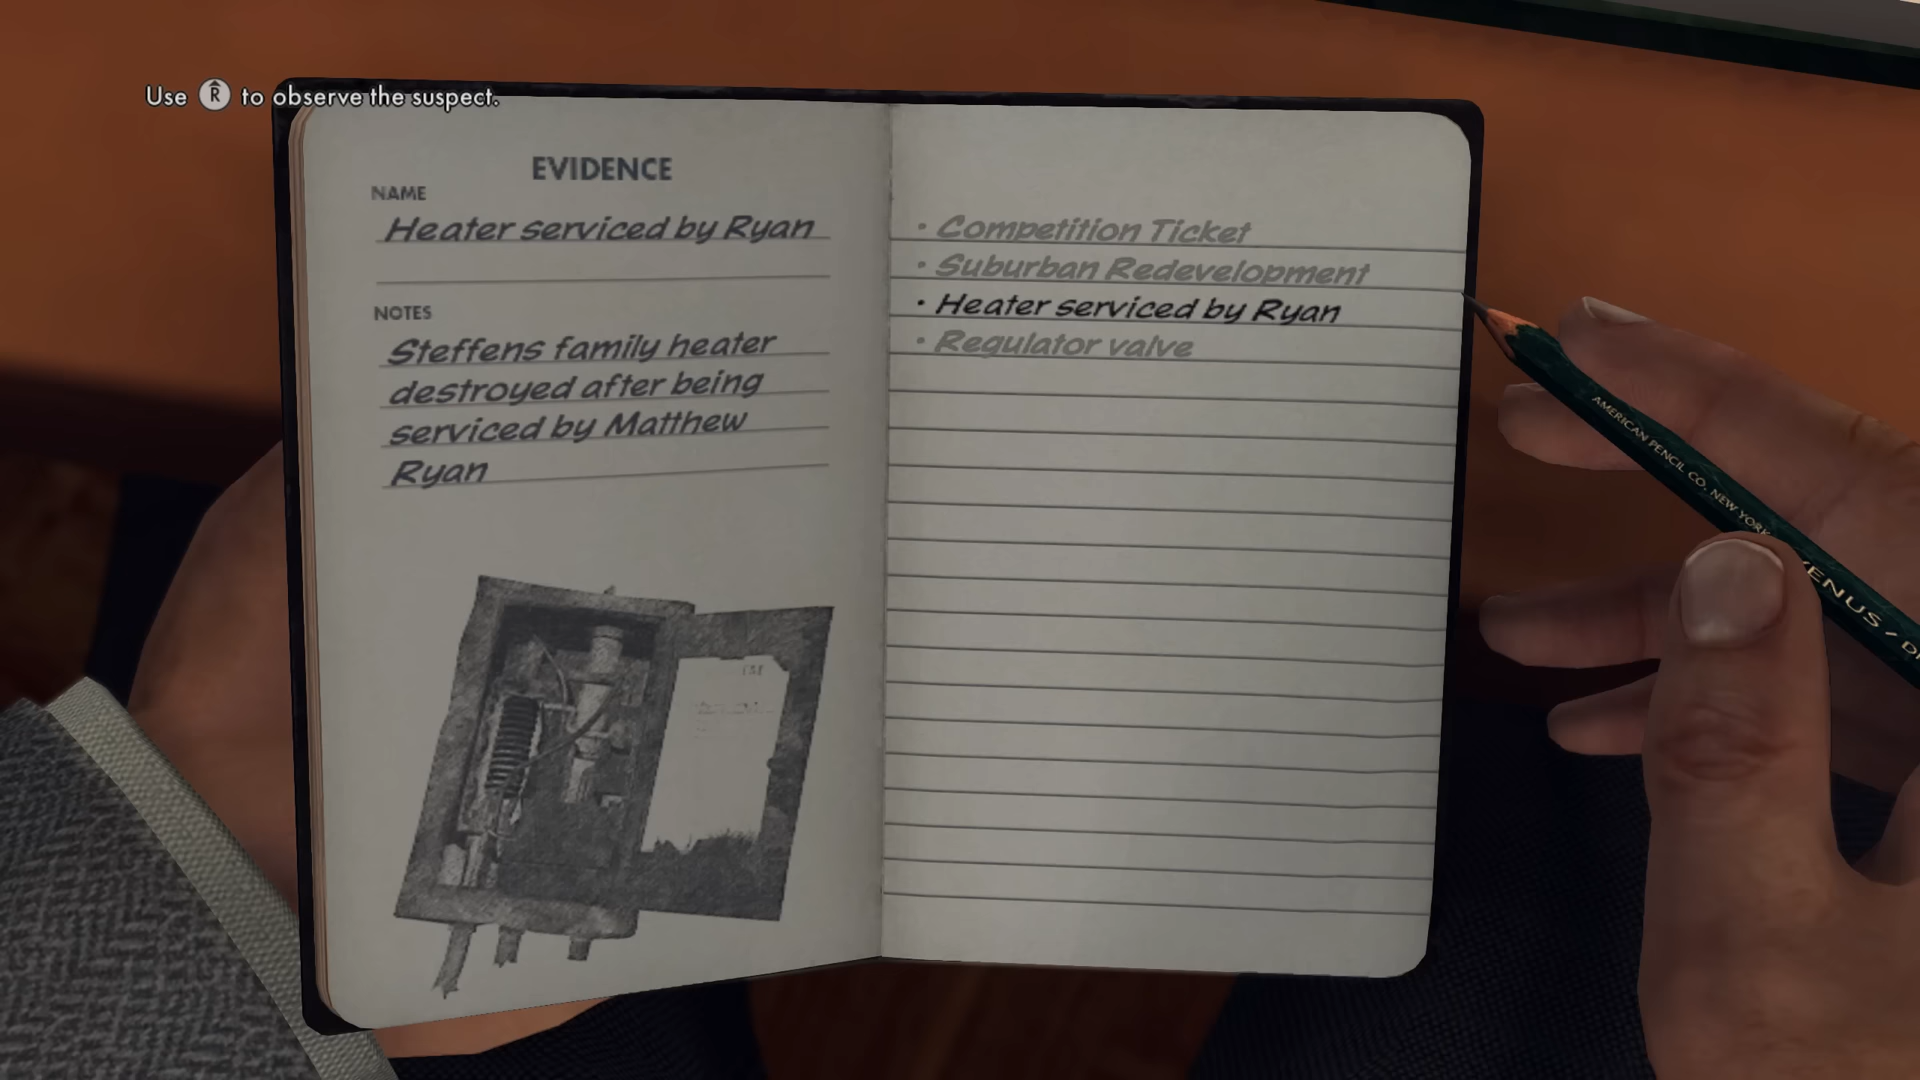 Use R to observe the suspect.
EVIDENCE
NAME
Heater serviced by Ryan
NOTES
Steffens family heater
destroyed after being
serviced by Matthew
Ryan
• Competition Ticket
• Suburban Redevelopment
• Heater serviced by Ryan
• Regulator valve
AMERICAN PENCIL CO. NEW YORK
VENUS / D